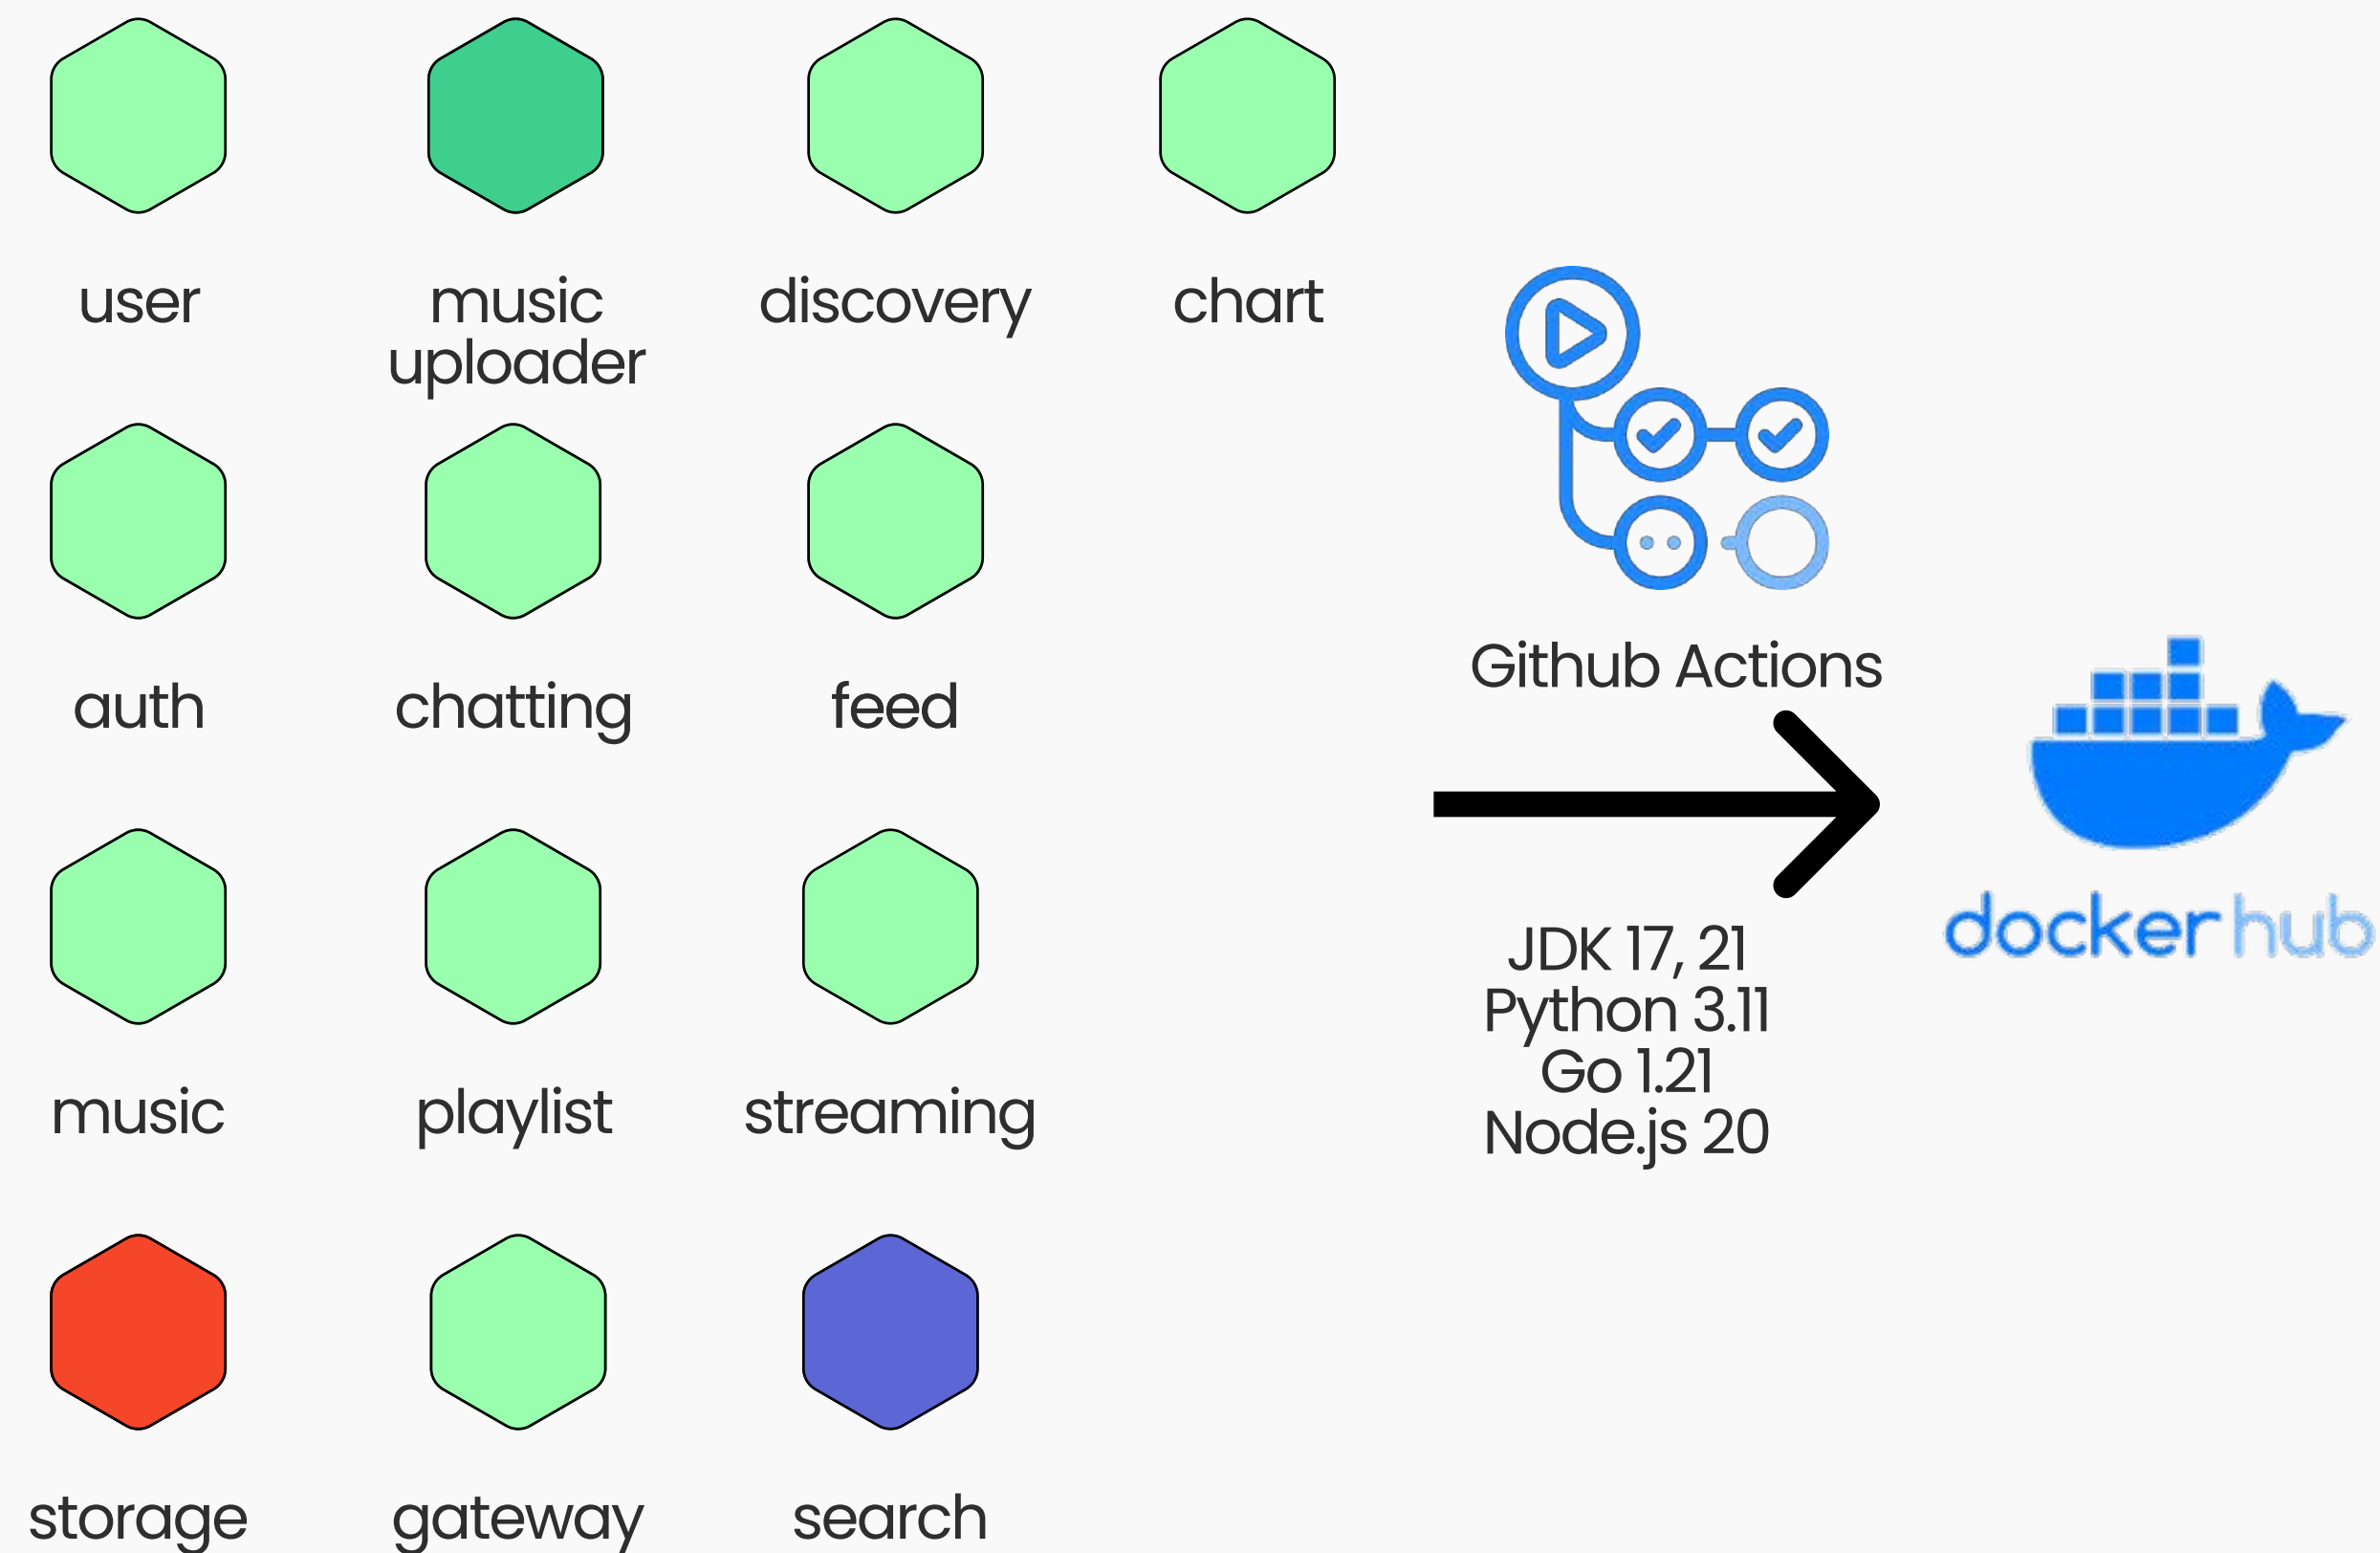 user
music
uploader
discovery
chart
auth
chatting
feed
music
playlist
streaming
storage
gateway
search
Github Actions
JDK 17, 21
Python 3.11
Go 1.21
Node.js 20
docker hub